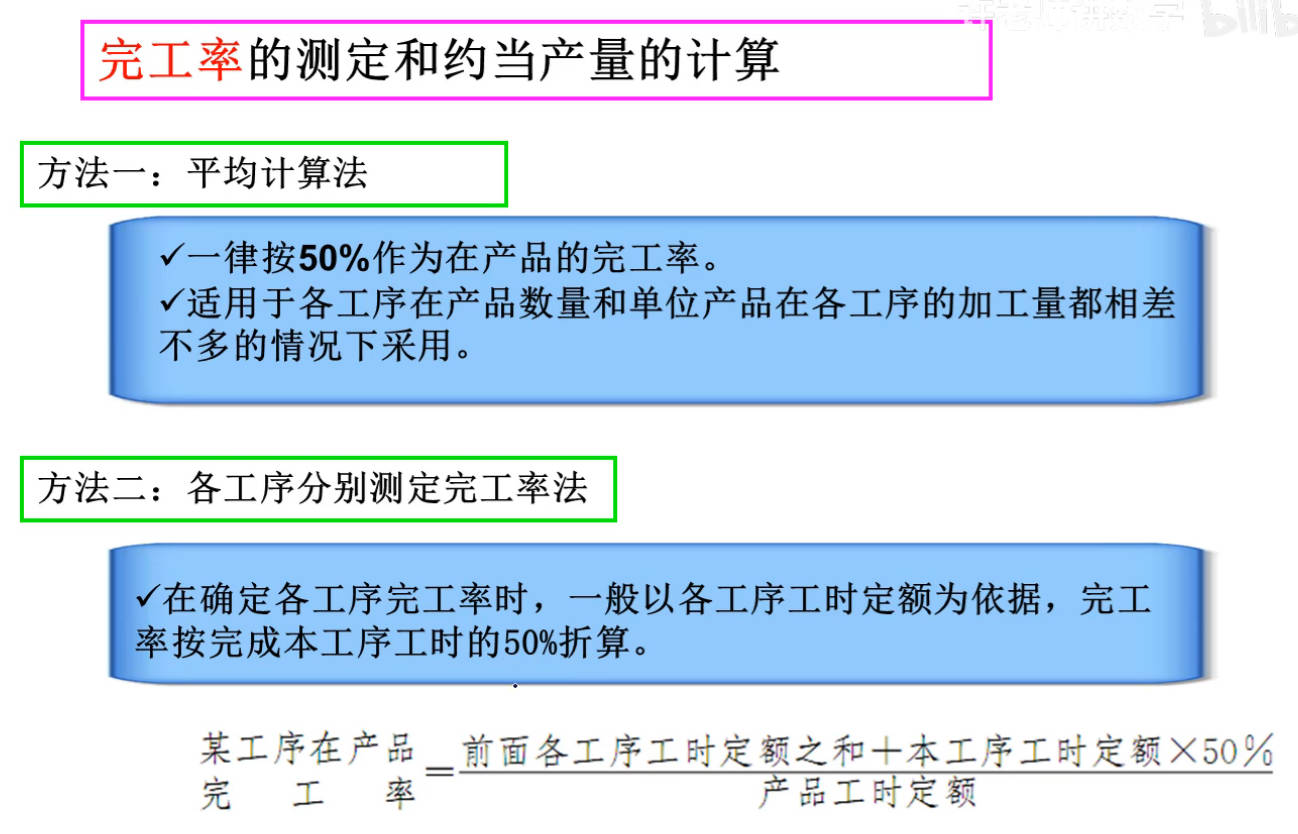 完工率的测定和约当产量的计算
方法一：平均计算法
✓一律按50%作为在产品的完工率。
✓适用于各工序在产品数量和单位产品在各工序的加工量都相差
不多的情况下采用。
方法二：各工序分别测定完工率法
✓在确定各工序完工率时，一般以各工序工时定额为依据，完工
率按完成本工序工时的50%折算。
某工序在产品
完工率
=
前面各工序工时定额之和＋本工序工时定额×50%
产品工时定额